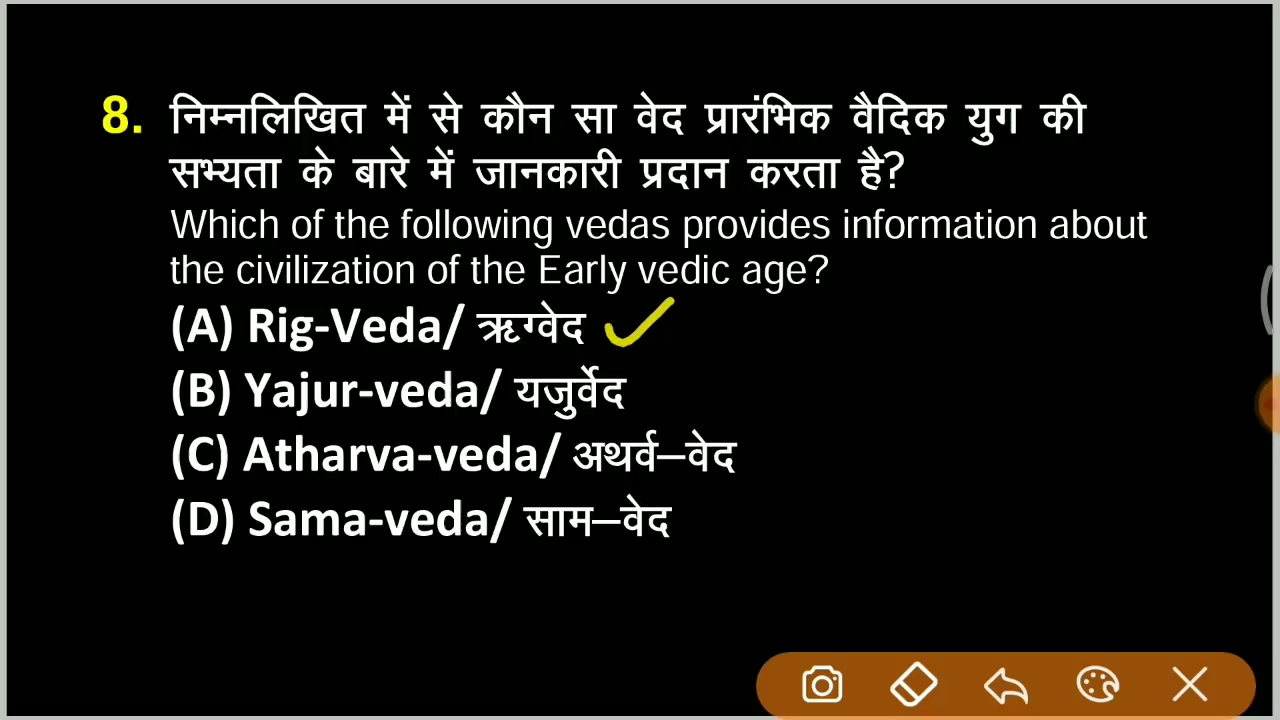 8. निम्नलिखित में से कौन सा वेद प्रारंभिक वैदिक युग की
सभ्यता के बारे में जानकारी प्रदान करता है?
Which of the following vedas provides information about
the civilization of the Early vedic age?
(A) Rig-Veda/ ऋग्वेद
(B) Yajur-veda/ यजुर्वेद
(C) Atharva-veda/ अथर्व–वेद
(D) Sama-veda/ साम–वेद